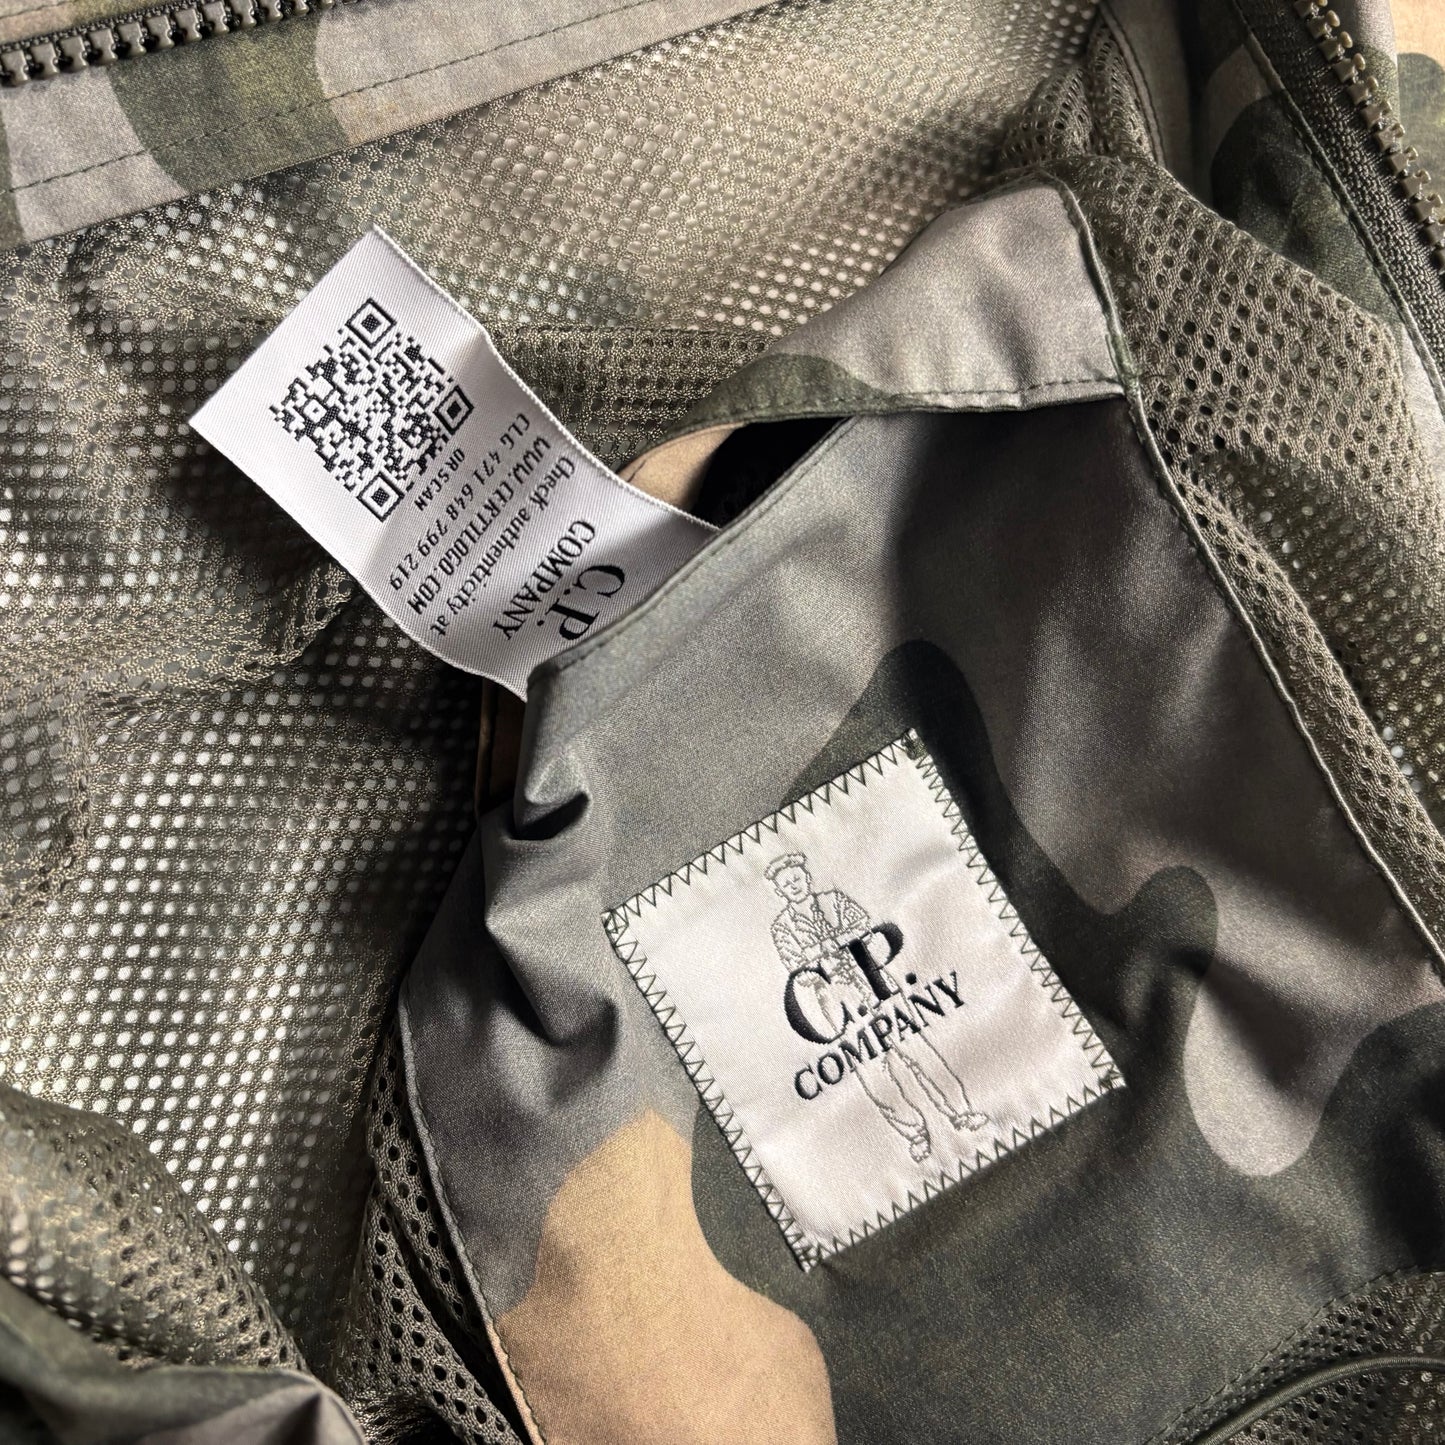 C.P.
COMPANY
Check authenticity at
WWW.CERTILOGO.COM
CLG 471 648 799 219
OR SCAN
C.P.
COMPANY